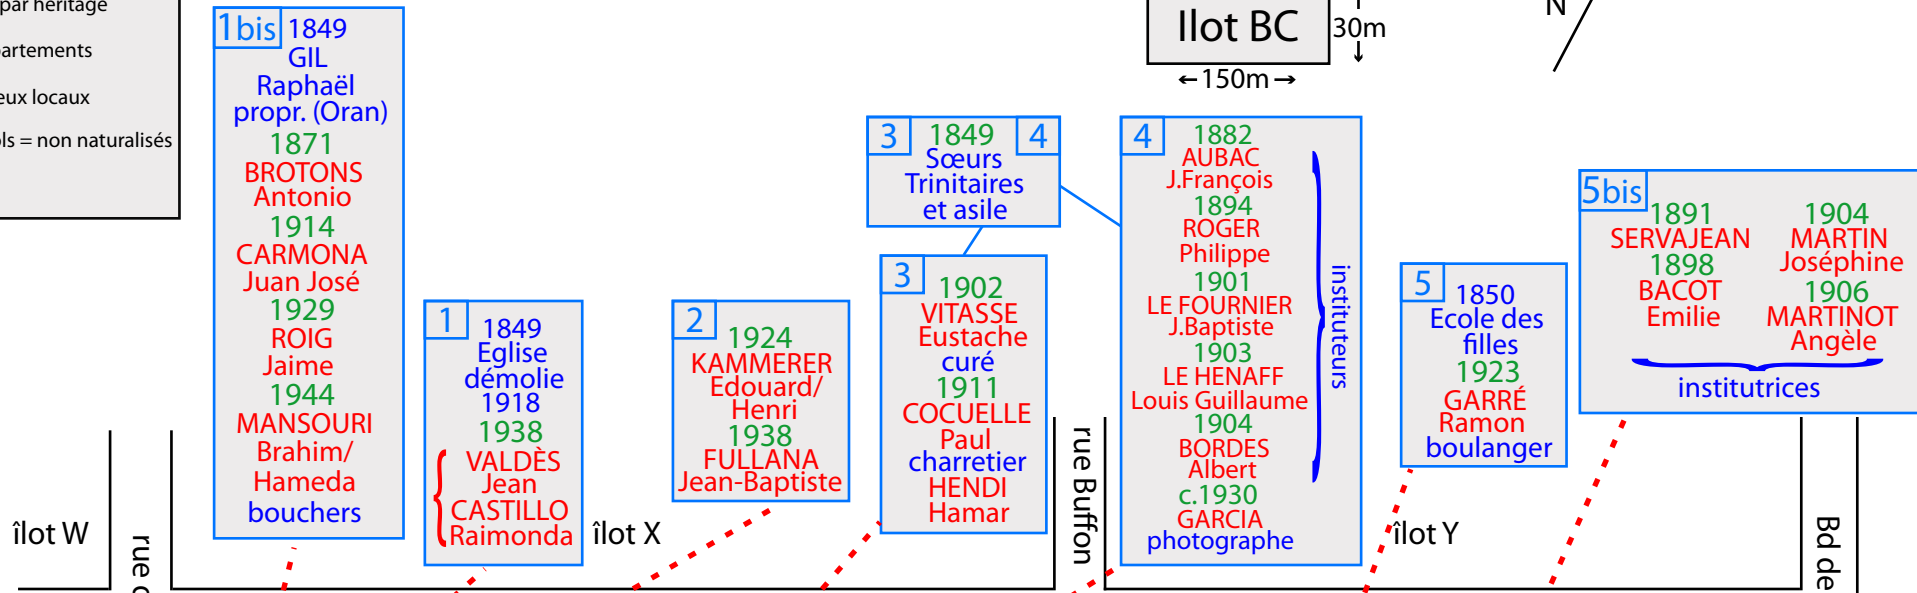 par héritage
eux locaux
= non naturalisés
1bis 1849
GIL
Raphaël
propr. (Oran)
1871
BROTONS
Antonio
1914
CARMONA
Juan José
1929
ROIG
Jaime
1944
MANSOURI
Brahim/
Hameda
bouchers
1
1849
Eglise
démolie
1918
1938
VALDÈS
Jean
CASTILLO
Raimonda
2
1924
KAMMERER
Edouard/
Henri
1938
FULLANA
Jean-Baptiste
3 1849 4
Sœurs
Trinitaires
et asile
3
1902
VITASSE
Eustache
curé
1911
COCUELLE
Paul
charretier
HENDI
Hamar
Ilot BC
30m
←150m→
N
4 1882
AUBAC
J.François
1894
ROGER
Philippe
1901
LE FOURNIER
J.Baptiste
1903
LE HENAFF
Louis Guillaume
1904
BORDES
Albert
c.1930
GARCIA
photographe
instituteurs
5
1850
Ecole des
filles
1923
GARRÉ
Ramon
boulanger
5bis
1891
SERVAJEAN
1898
BACOT
Emilie
1904
MARTIN
Joséphine
1906
MARTINOT
Angèle
institutrices
îlot W
rue
îlot X
rue Buffon
îlot Y
Bd de